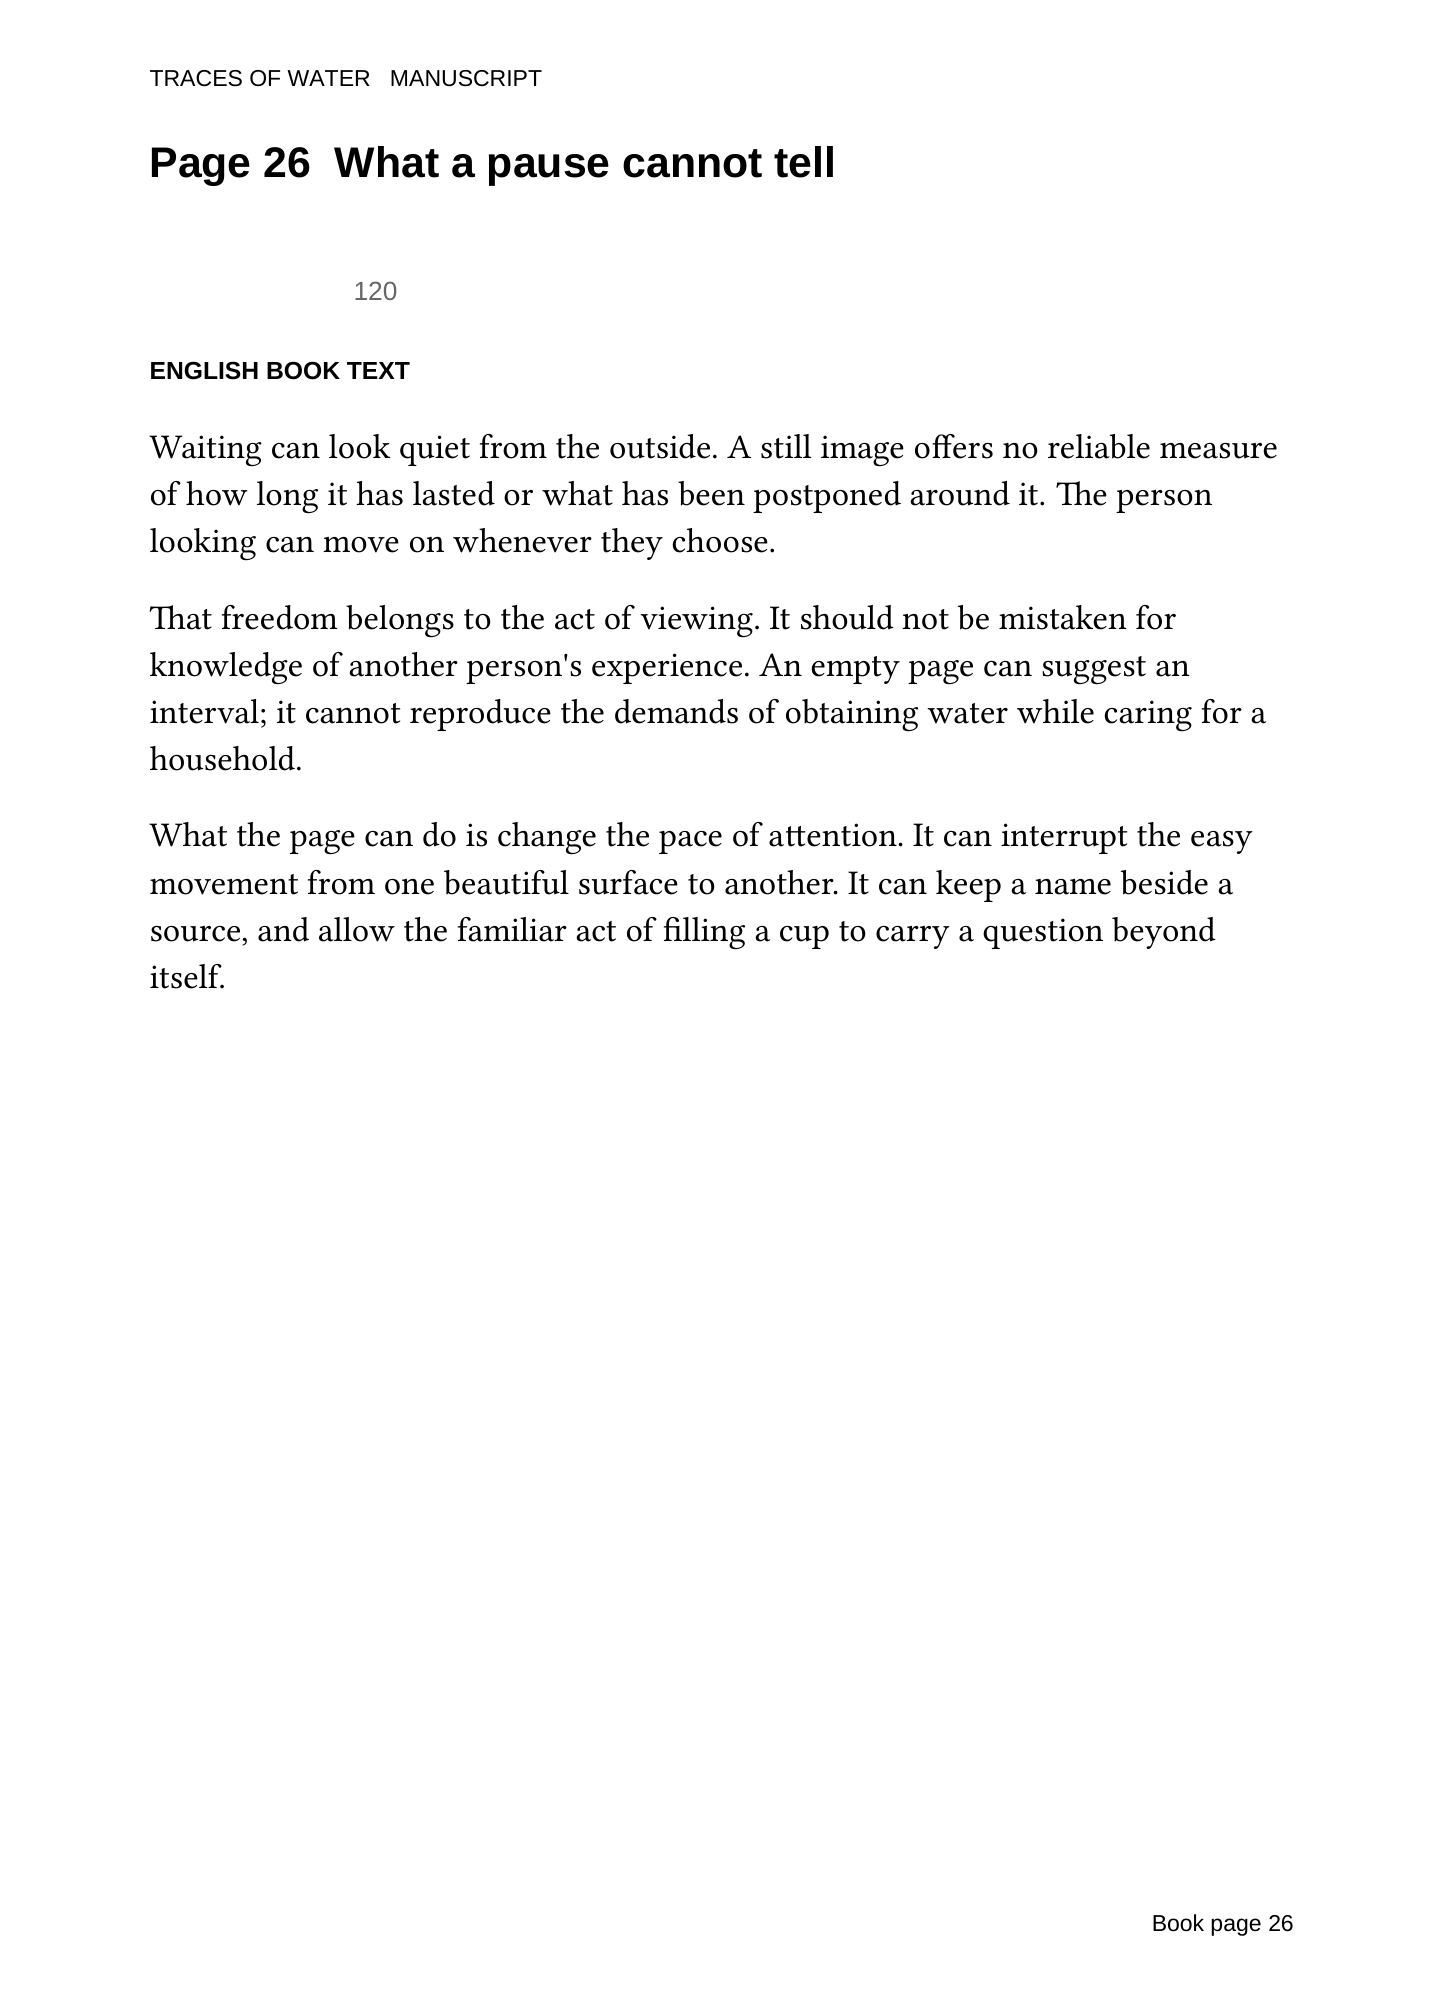 TRACES OF WATER MANUSCRIPT
Page 26 What a pause cannot tell
120
ENGLISH BOOK TEXT
Waiting can look quiet from the outside. A still image offers no reliable measure
of how long it has lasted or what has been postponed around it. The person
looking can move on whenever they choose.
That freedom belongs to the act of viewing. It should not be mistaken for
knowledge of another person's experience. An empty page can suggest an
interval; it cannot reproduce the demands of obtaining water while caring for a
household.
What the page can do is change the pace of attention. It can interrupt the easy
movement from one beautiful surface to another. It can keep a name beside a
source, and allow the familiar act of filling a cup to carry a question beyond
itself.
Book page 26